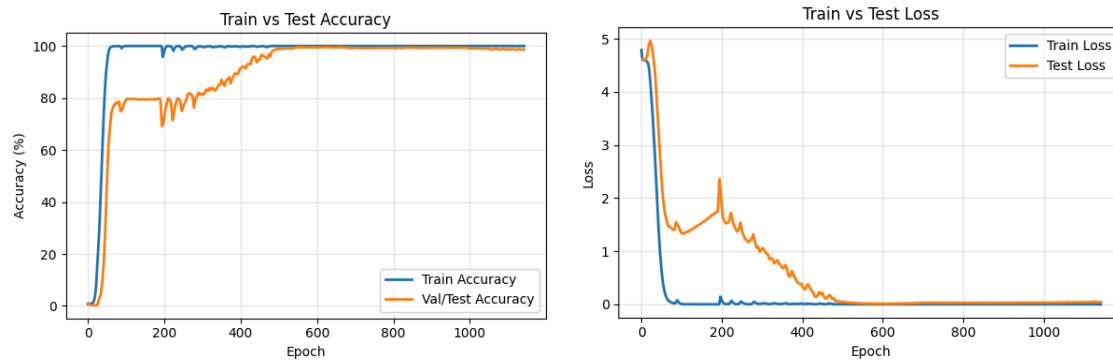 Train vs Test Accuracy
100
80
60
40
20
0
Accuracy (%)
Train Accuracy
Val/Test Accuracy
0 200 400 600 800 1000
Epoch
Train vs Test Loss
5
4
3
2
1
0
Loss
Train Loss
Test Loss
0 200 400 600 800 1000
Epoch